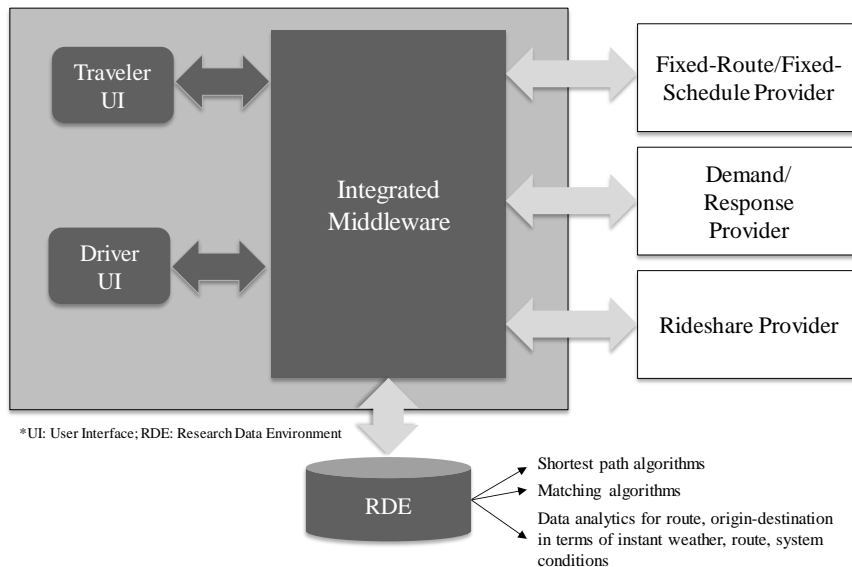 Traveler
UI
Driver
UI
Integrated
Middleware
Fixed-Route/Fixed-
Schedule Provider
Demand/
Response
Provider
Rideshare Provider
*UI: User Interface; RDE: Research Data Environment
RDE
Shortest path algorithms
Matching algorithms
Data analytics for route, origin-destination
in terms of instant weather, route, system
conditions